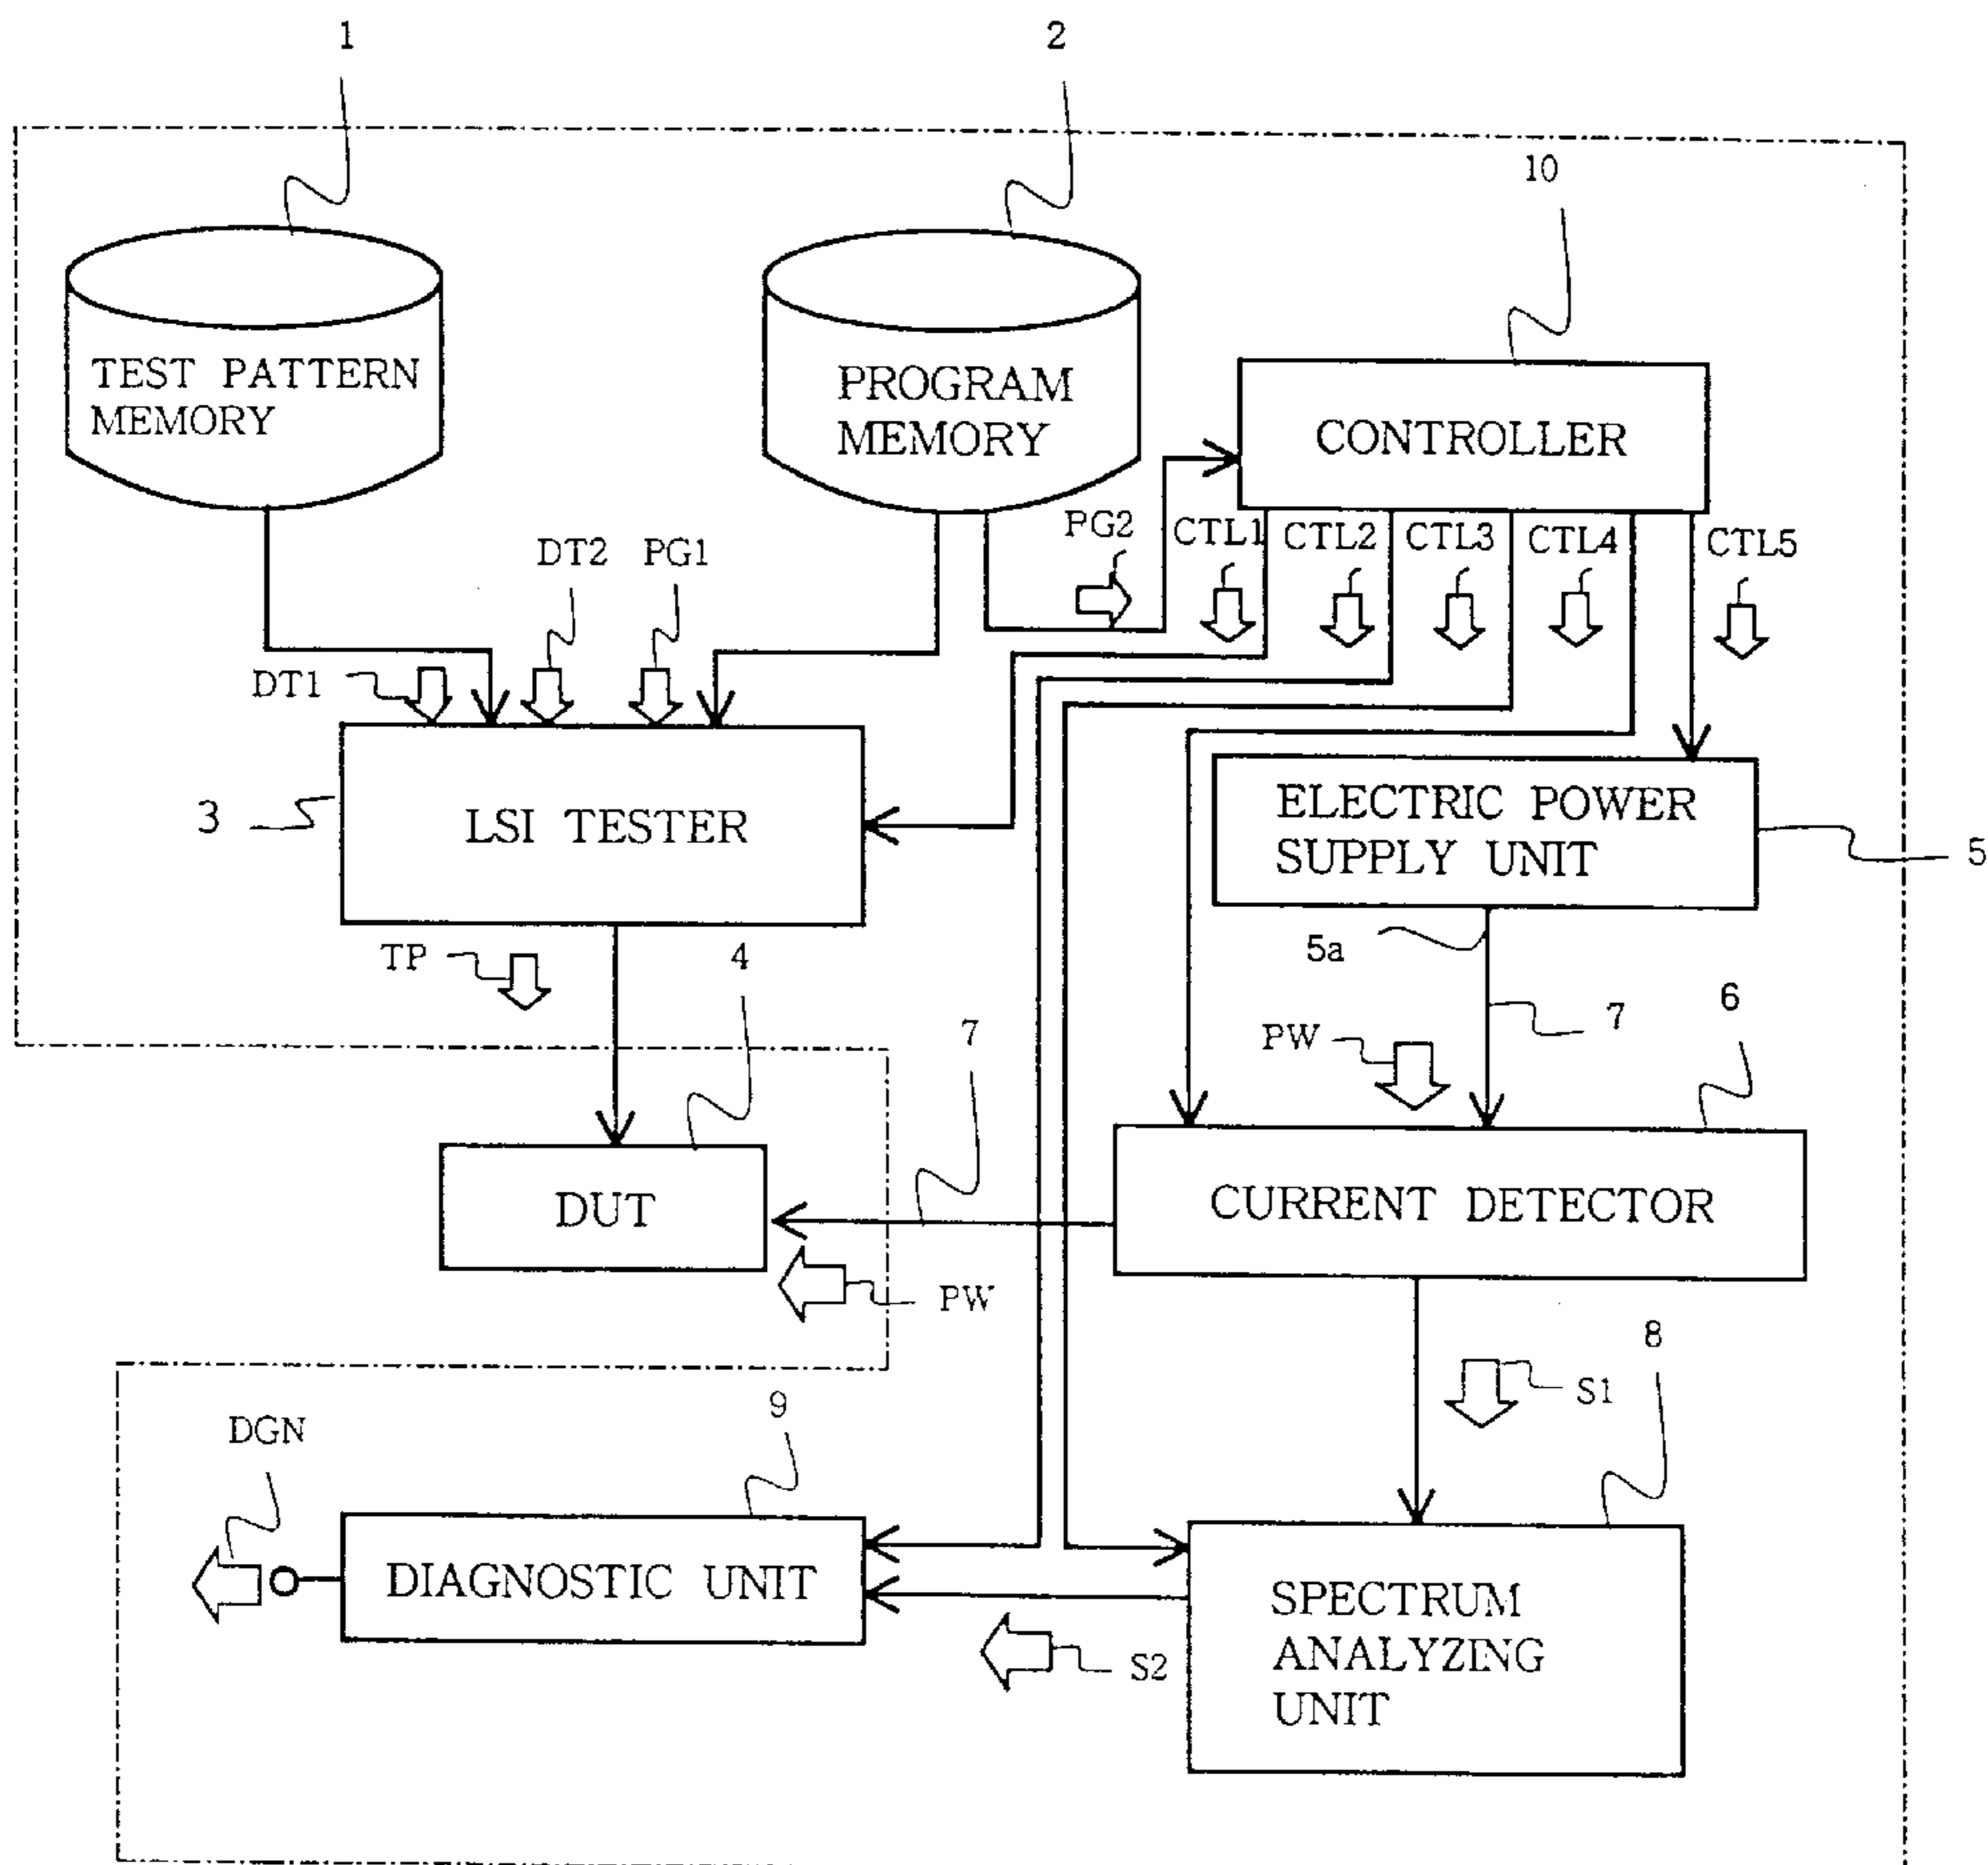 1
2
10
TEST PATTERN
MEMORY
PROGRAM
MEMORY
CONTROLLER
PG2
CTL1
CTL2
CTL3
CTL4
CTL5
DT2
PG1
DT1
3
LSI TESTER
ELECTRIC POWER
SUPPLY UNIT
5
TP
4
5a
7
6
PW
7
DUT
CURRENT DETECTOR
PW
8
S1
9
DGN
DIAGNOSTIC UNIT
SPECTRUM
ANALYZING
UNIT
S2